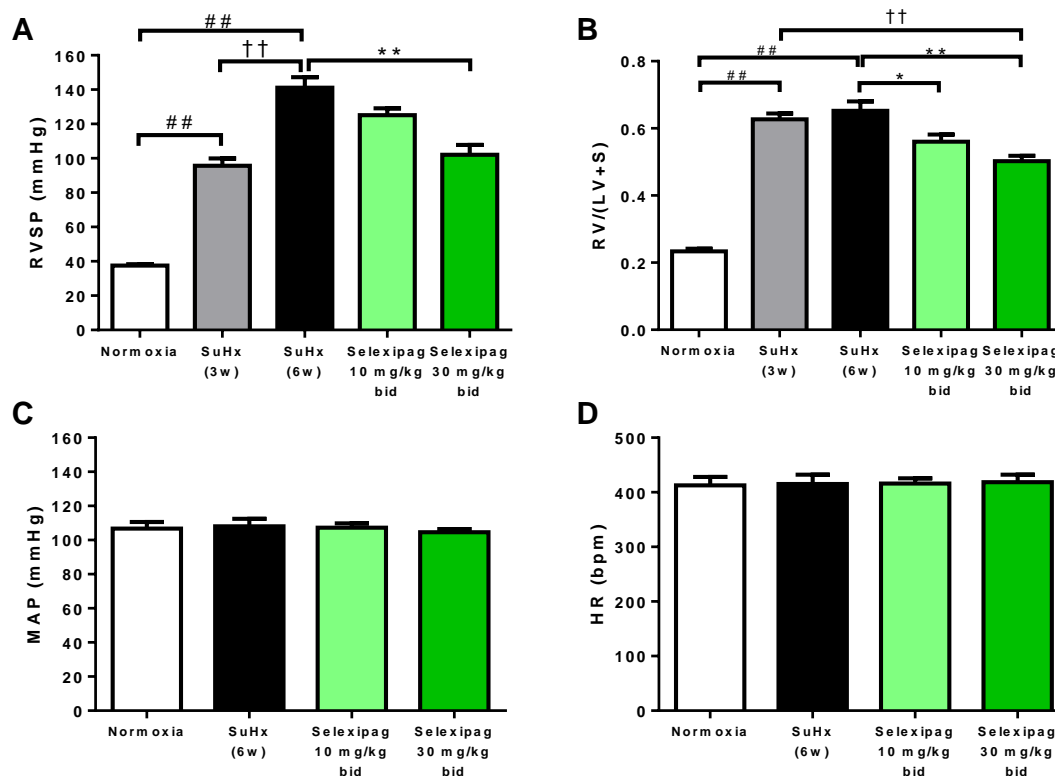 A
B
##
††
**
##
††
##
**
##
*
RVSP (mmHg)
160
140
120
100
80
60
40
20
0
Normoxia
SuHx
(3w)
SuHx
(6w)
Selexipag
10 mg/kg
bid
Selexipag
30 mg/kg
bid
RV/(LV+S)
0.8
0.6
0.4
0.2
0.0
Normoxia
SuHx
(3w)
SuHx
(6w)
Selexipag
10 mg/kg
bid
Selexipag
30 mg/kg
bid
C
MAP (mmHg)
160
140
120
100
80
60
40
20
0
Normoxia
SuHx
(6w)
Selexipag
10 mg/kg
bid
Selexipag
30 mg/kg
bid
D
HR (bpm)
500
400
300
200
100
0
Normoxia
SuHx
(6w)
Selexipag
10 mg/kg
bid
Selexipag
30 mg/kg
bid